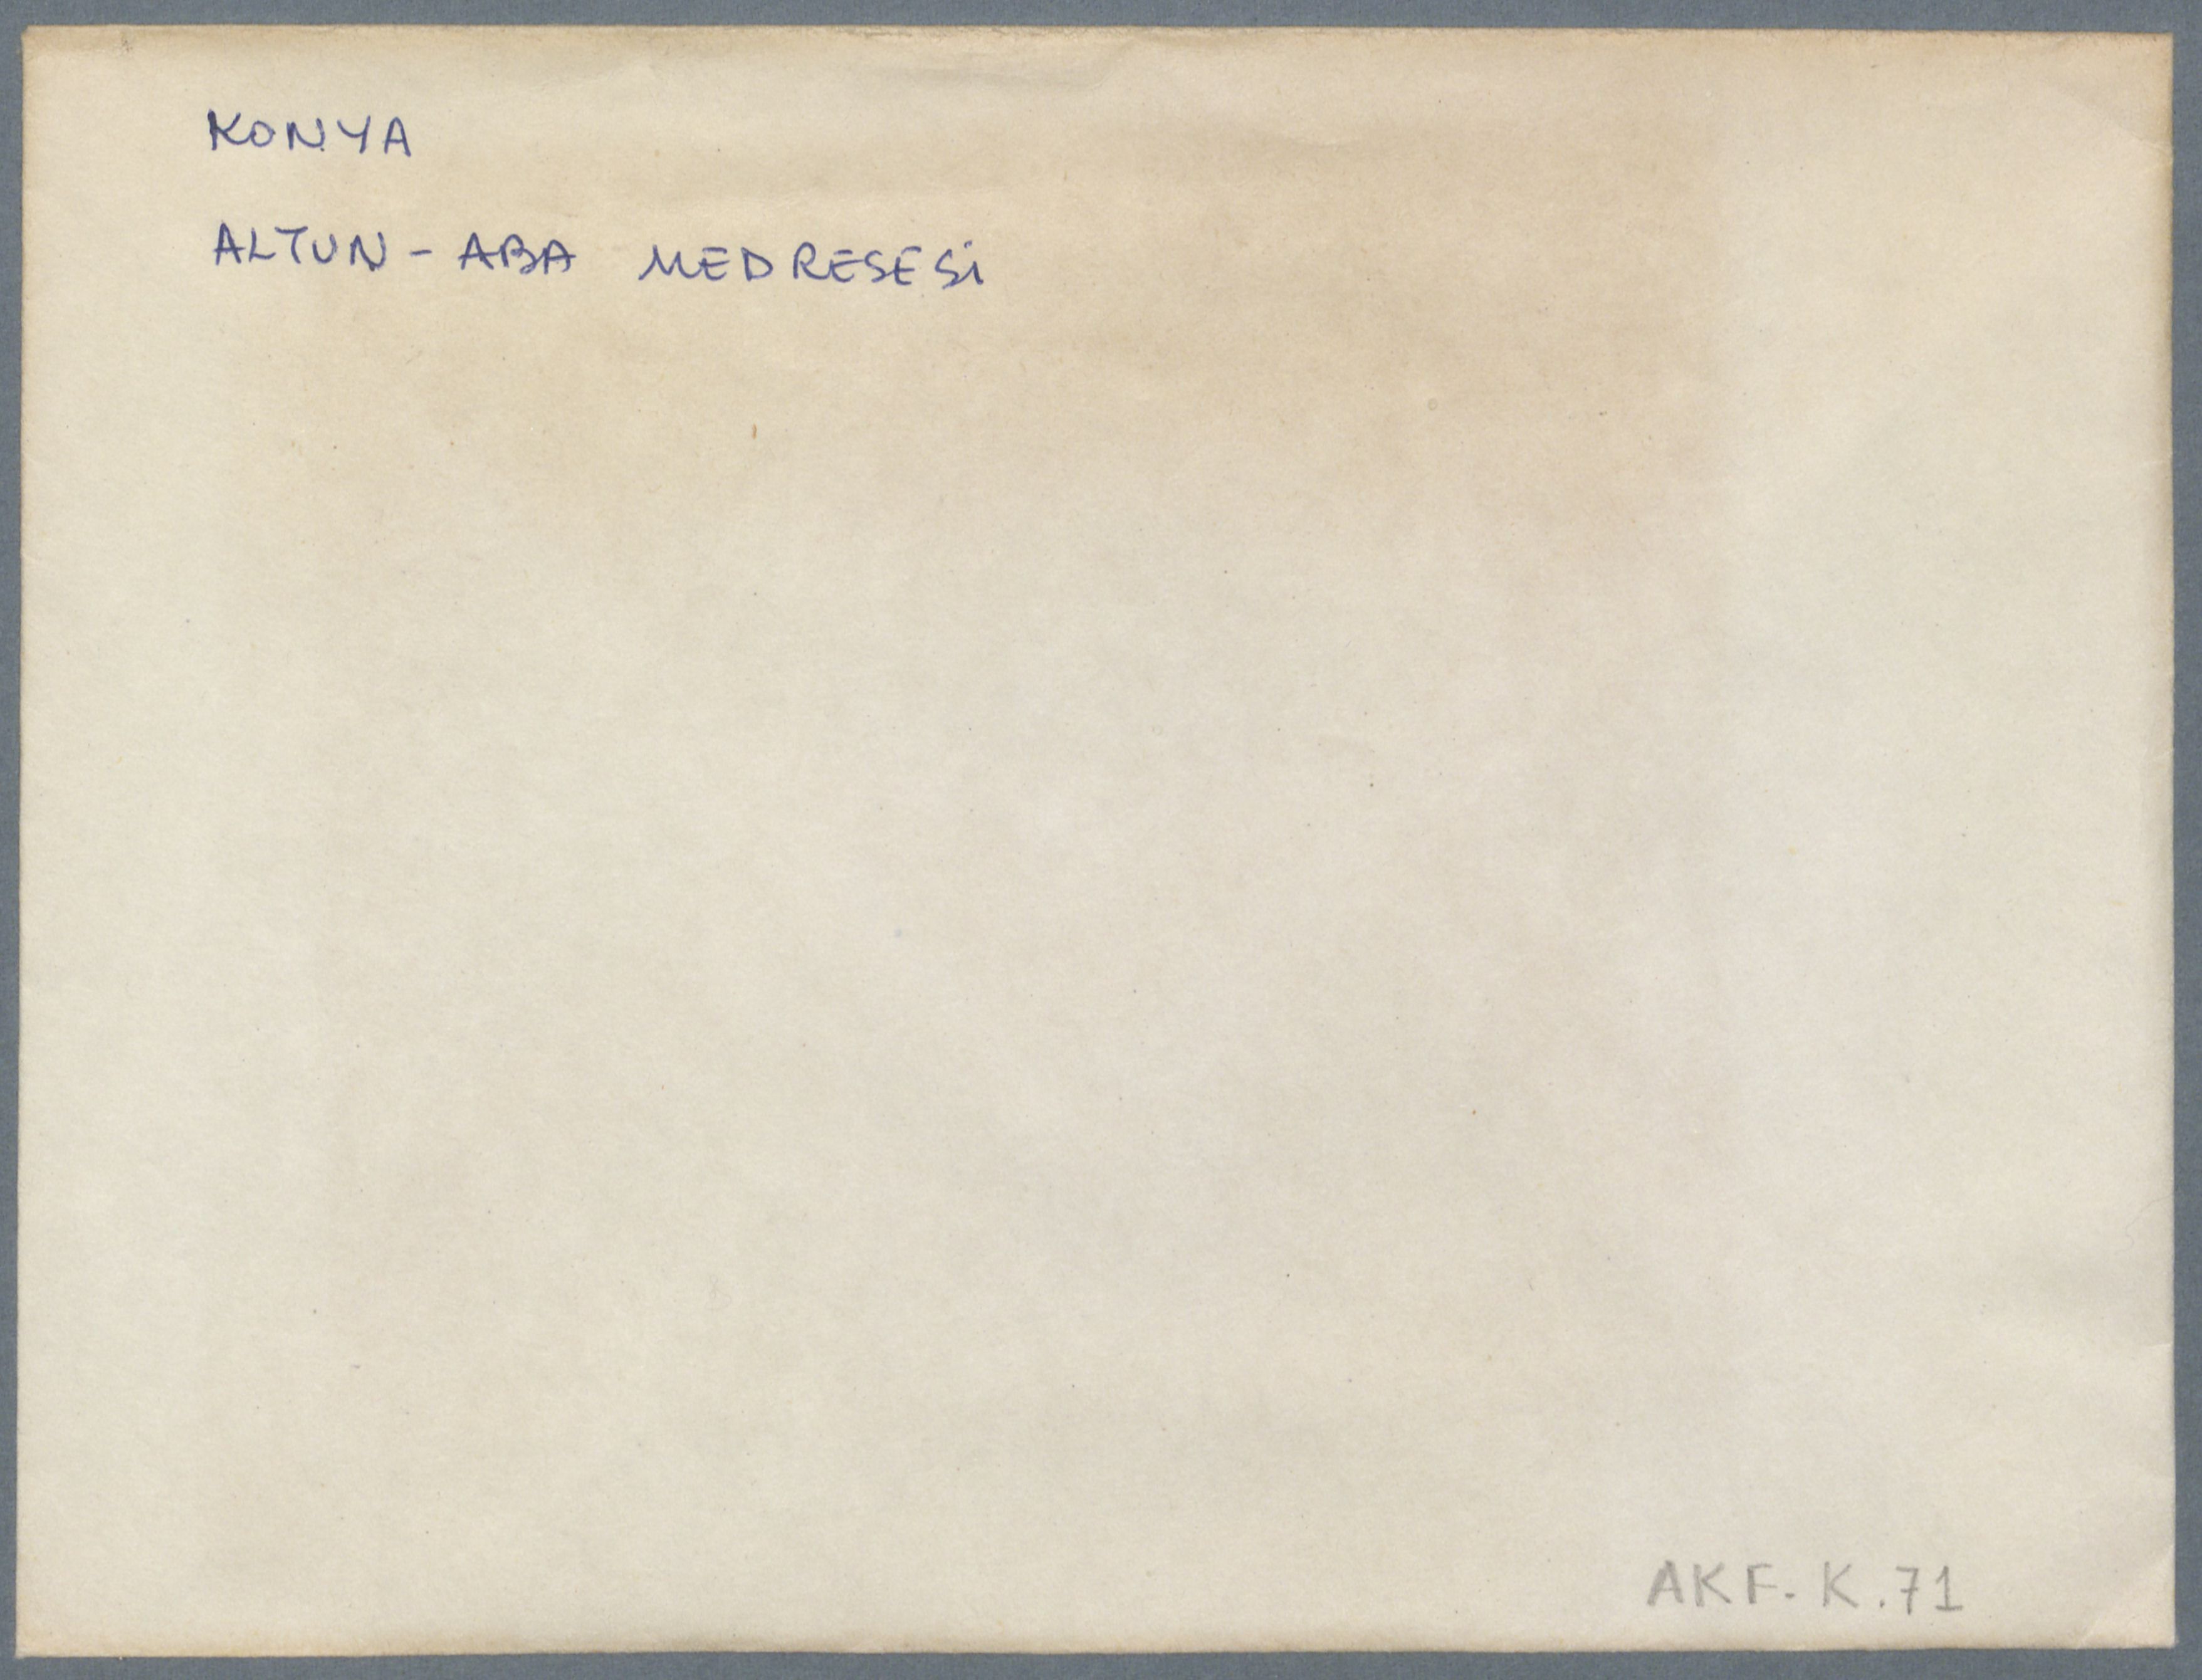 KONYA
ALTUN - ABA MEDRESESİ
AKF. K.71